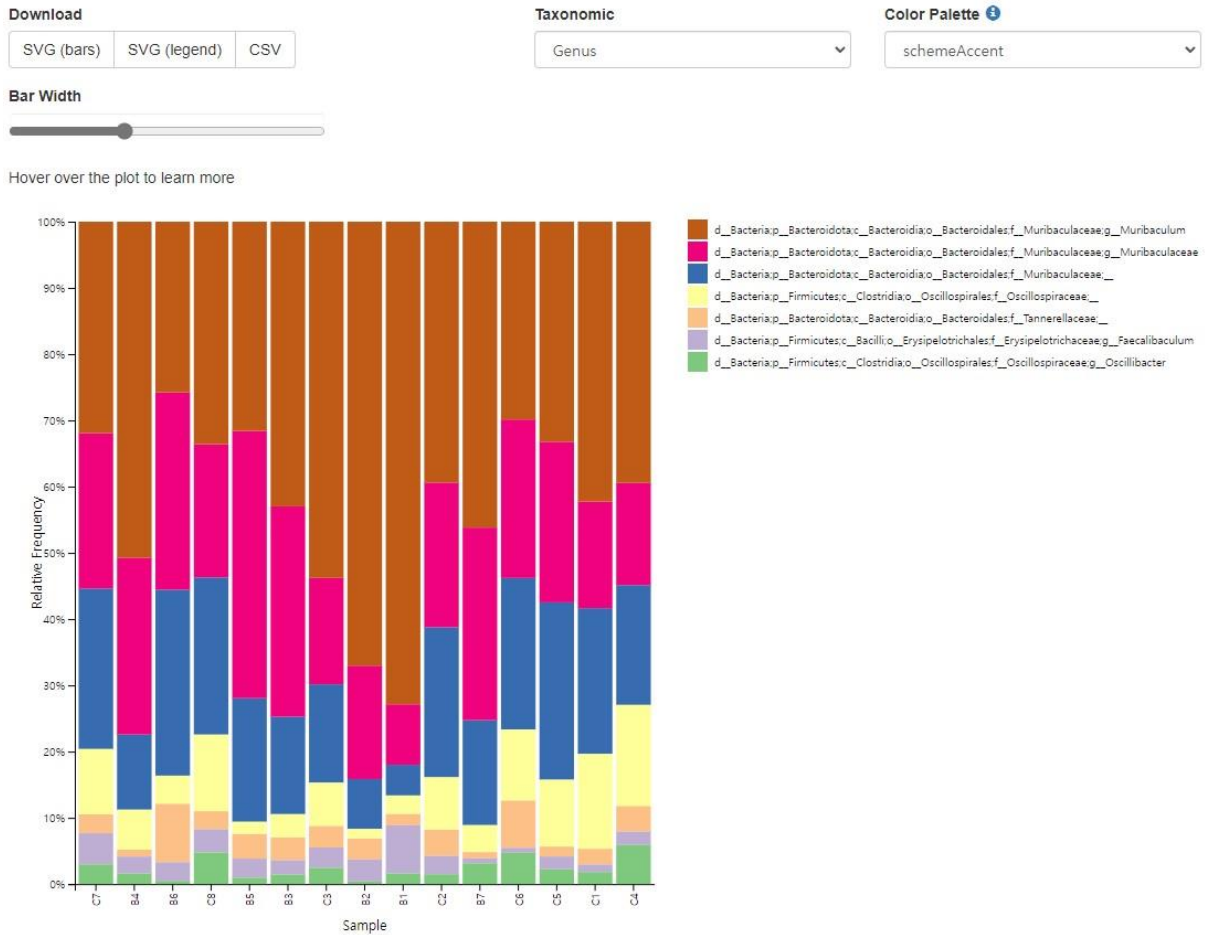 Download
Taxonomic
Color Palette
SVG (bars)
SVG (legend)
CSV
Genus
schemeAccent
Bar Width
Hover over the plot to learn more
100%
90%
80%
70%
60%
50%
40%
30%
20%
10%
0%
Relative Frequency
C7
B4
B6
C8
B5
B3
C3
B2
B1
C2
B7
C6
C5
C1
C4
Sample
d__Bacteria;p__Bacteroidota;c__Bacteroidia;o__Bacteroidales;f__Muribaculaceae;g__Muribaculum
d__Bacteria;p__Bacteroidota;c__Bacteroidia;o__Bacteroidales;f__Muribaculaceae;g__Muribaculaceae
d__Bacteria;p__Bacteroidota;c__Bacteroidia;o__Bacteroidales;f__Muribaculaceae;__
d__Bacteria;p__Firmicutes;c__Clostridia;o__Oscillospirales;f__Oscillospiraceae;__
d__Bacteria;p__Bacteroidota;c__Bacteroidia;o__Bacteroidales;f__Tannerellaceae;__
d__Bacteria;p__Firmicutes;c__Bacilli;o__Erysipelotrichales;f__Erysipelotrichaceae;g__Faecalibaculum
d__Bacteria;p__Firmicutes;c__Clostridia;o__Oscillospirales;f__Oscillospiraceae;g__Oscillibacter